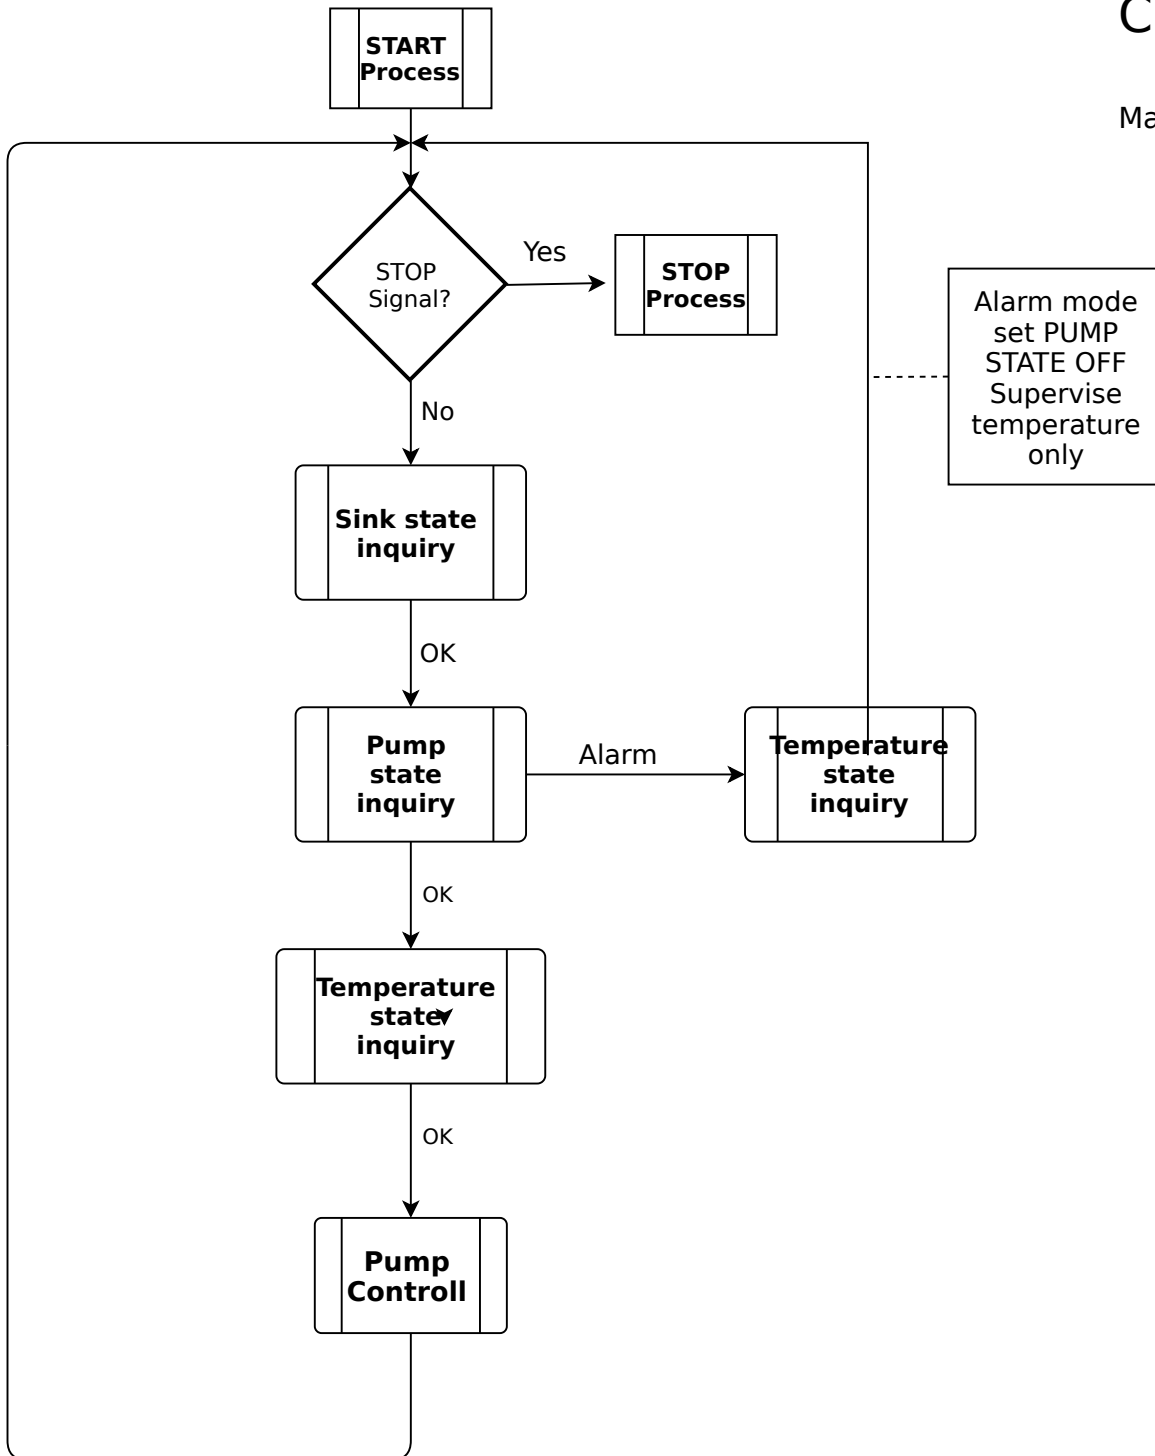 C
START
Process
Ma
STOP
Signal?
Yes
STOP
Process
Alarm mode
set PUMP
STATE OFF
Supervise
temperature
only
No
Sink state
inquiry
OK
Pump
state
inquiry
Alarm
Temperature
state
inquiry
OK
Temperature
state
inquiry
OK
Pump
Controll